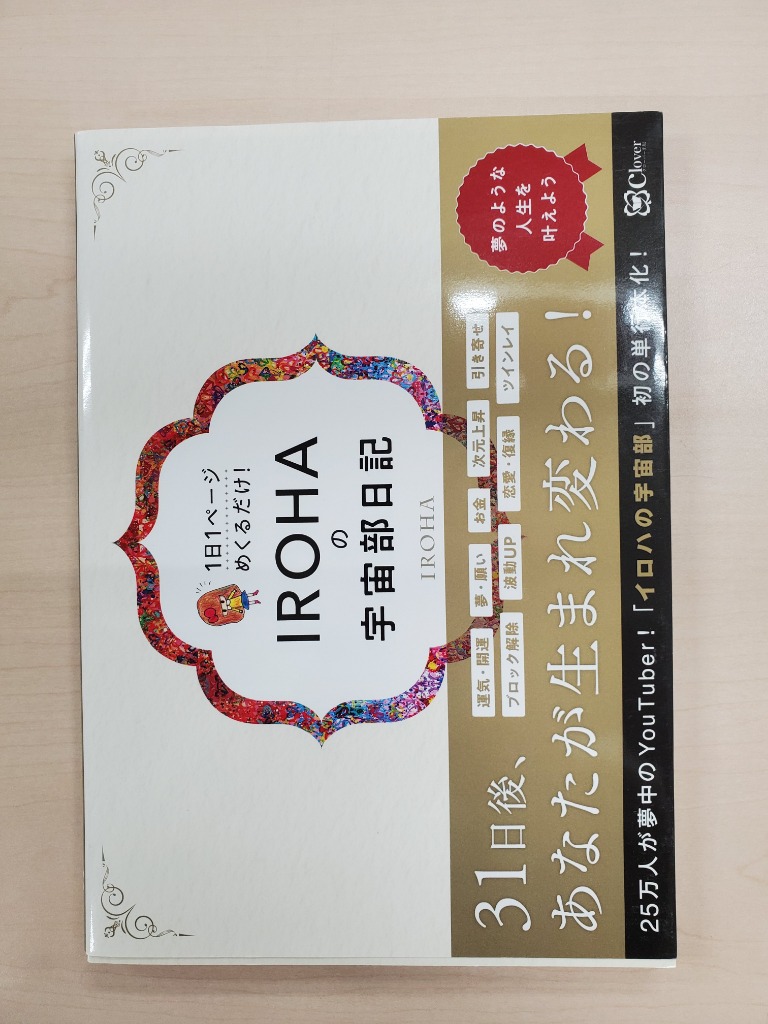 1日1ページ
めくるだけ!
IROHA
の
宇宙部日記
IROHA
運気・開運
夢・願い
お金
次元上昇
引き寄せ
ブロック解除
波動UP
恋愛・復縁
ツインレイ
夢のような
人生を
叶えよう
31日後、
あなたが生まれ変わる!
25万人が夢中のYouTuber!「イロハの宇宙部」初の単行本化!
Clover